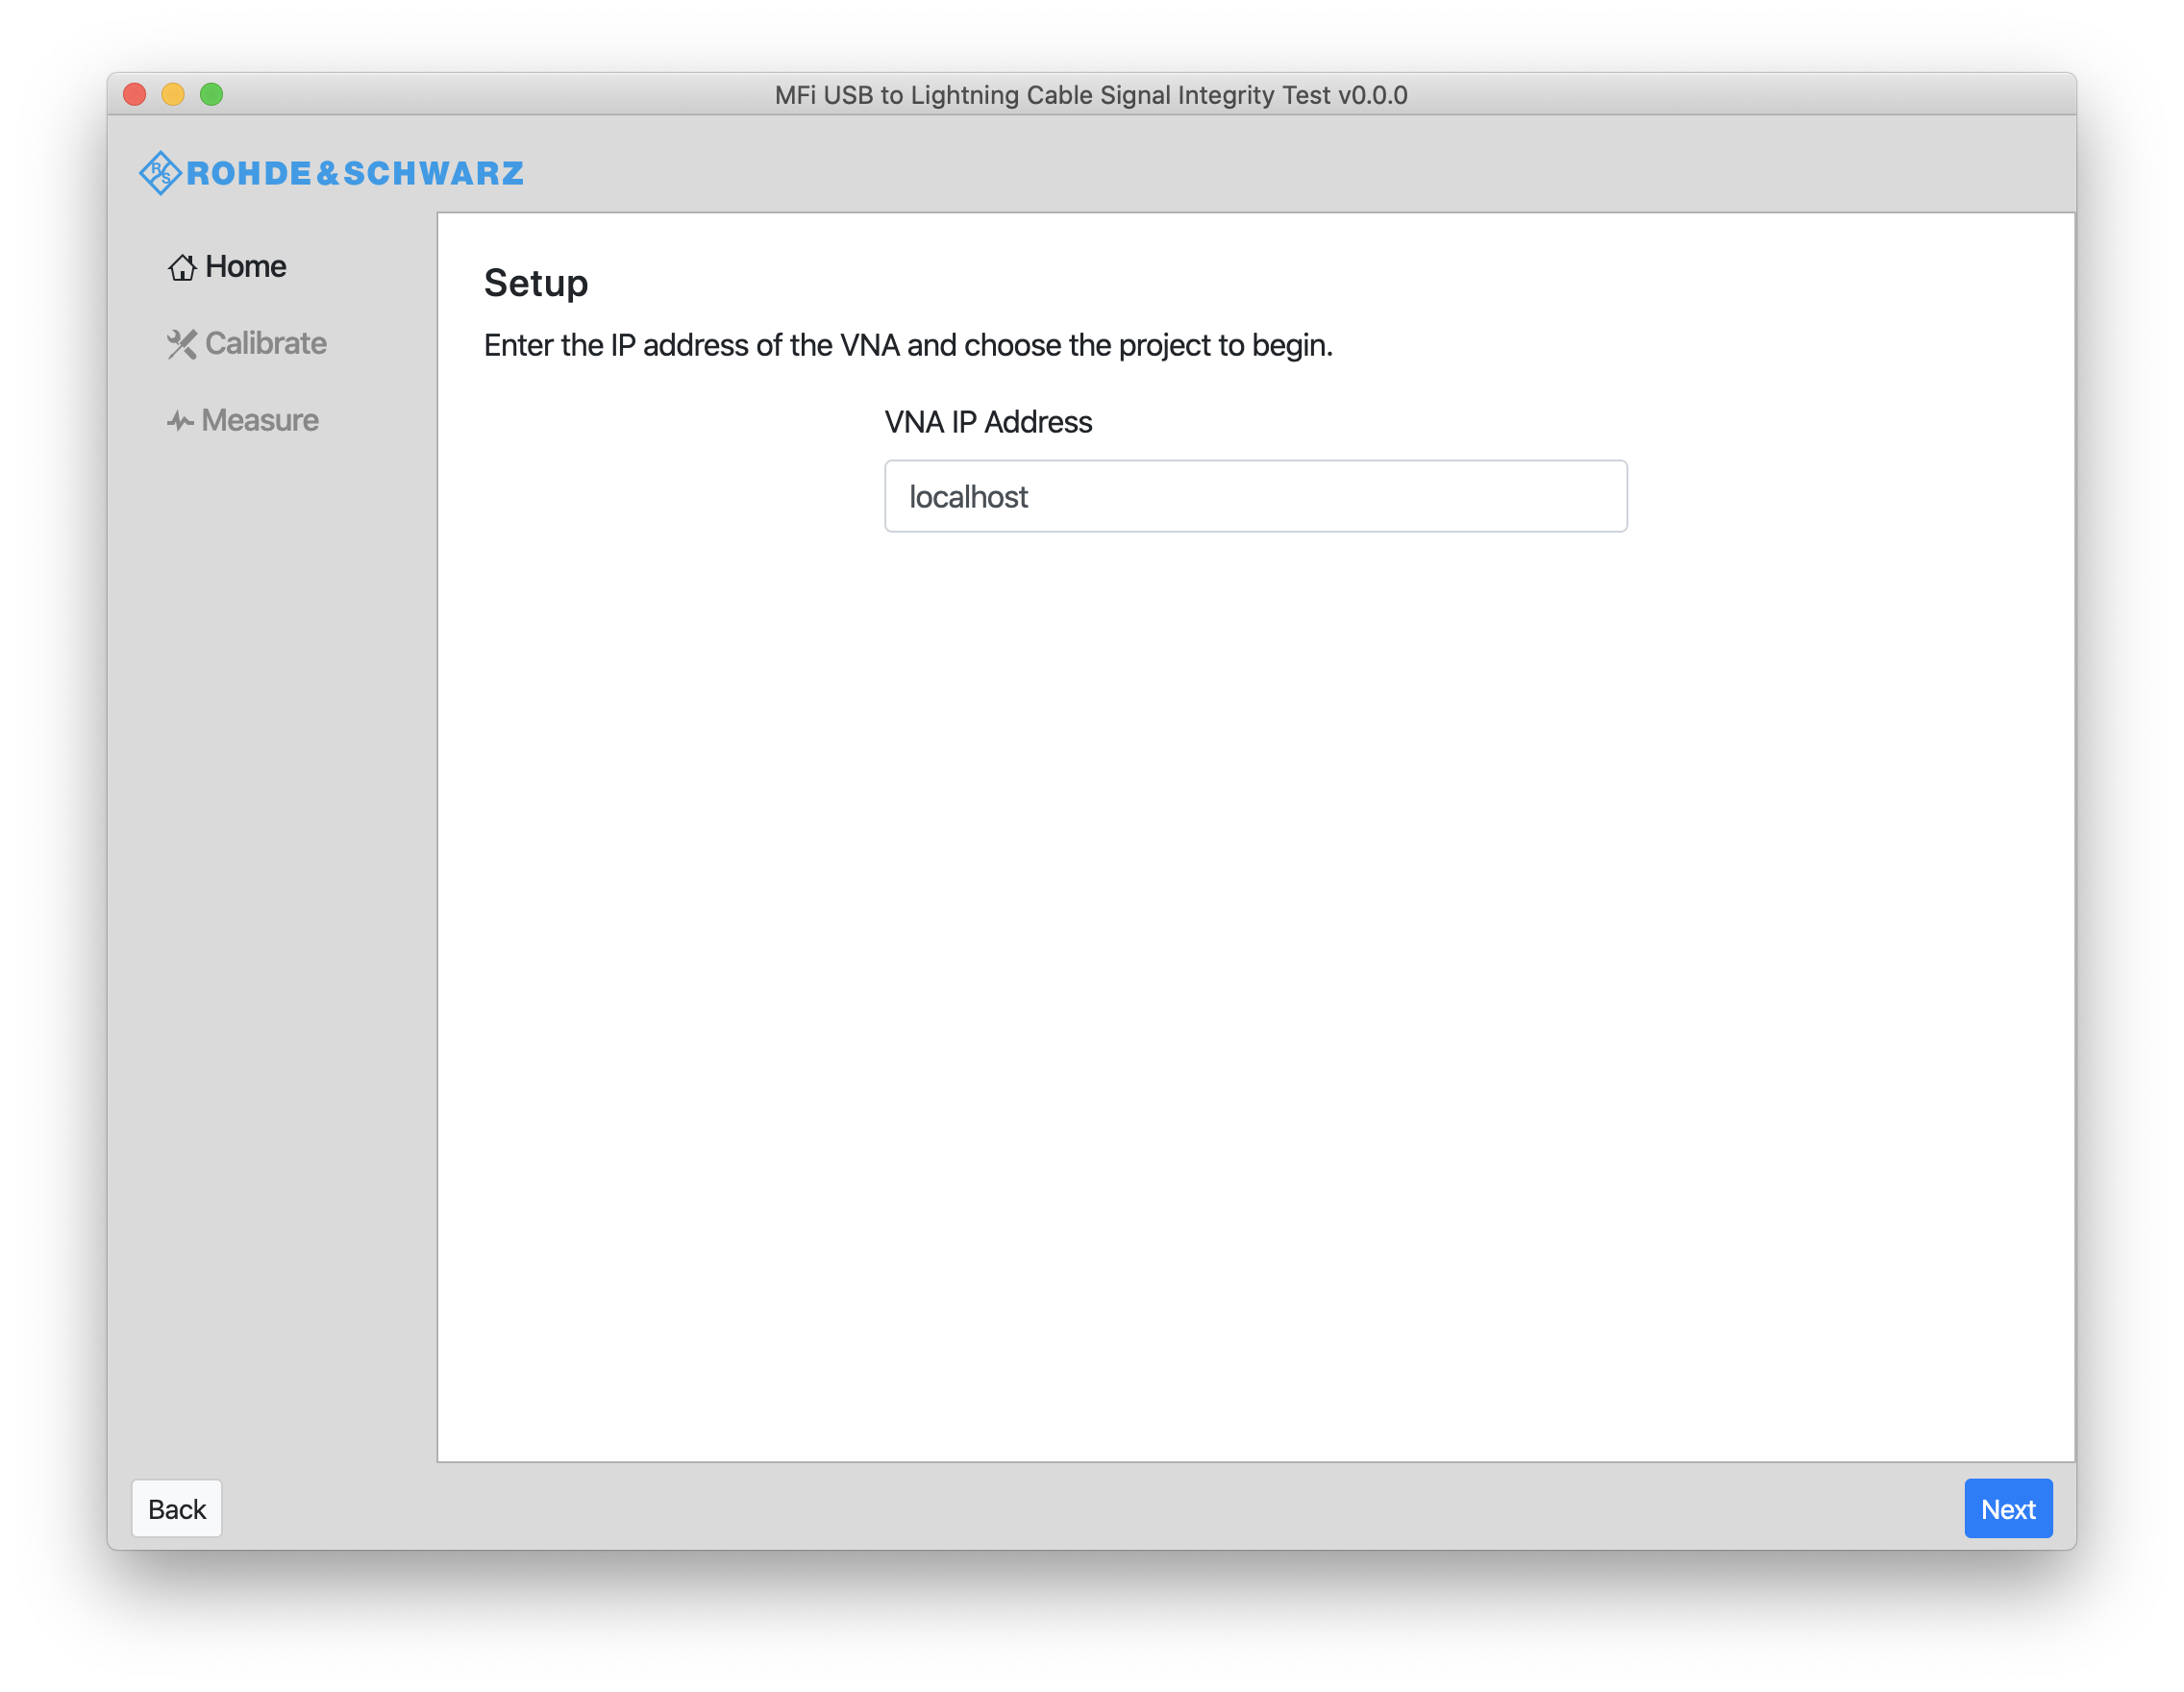 MFi USB to Lightning Cable Signal Integrity Test v0.0.0
RS ROHDE&SCHWARZ
Home
Calibrate
Measure
Setup
Enter the IP address of the VNA and choose the project to begin.
VNA IP Address
localhost
Back
Next